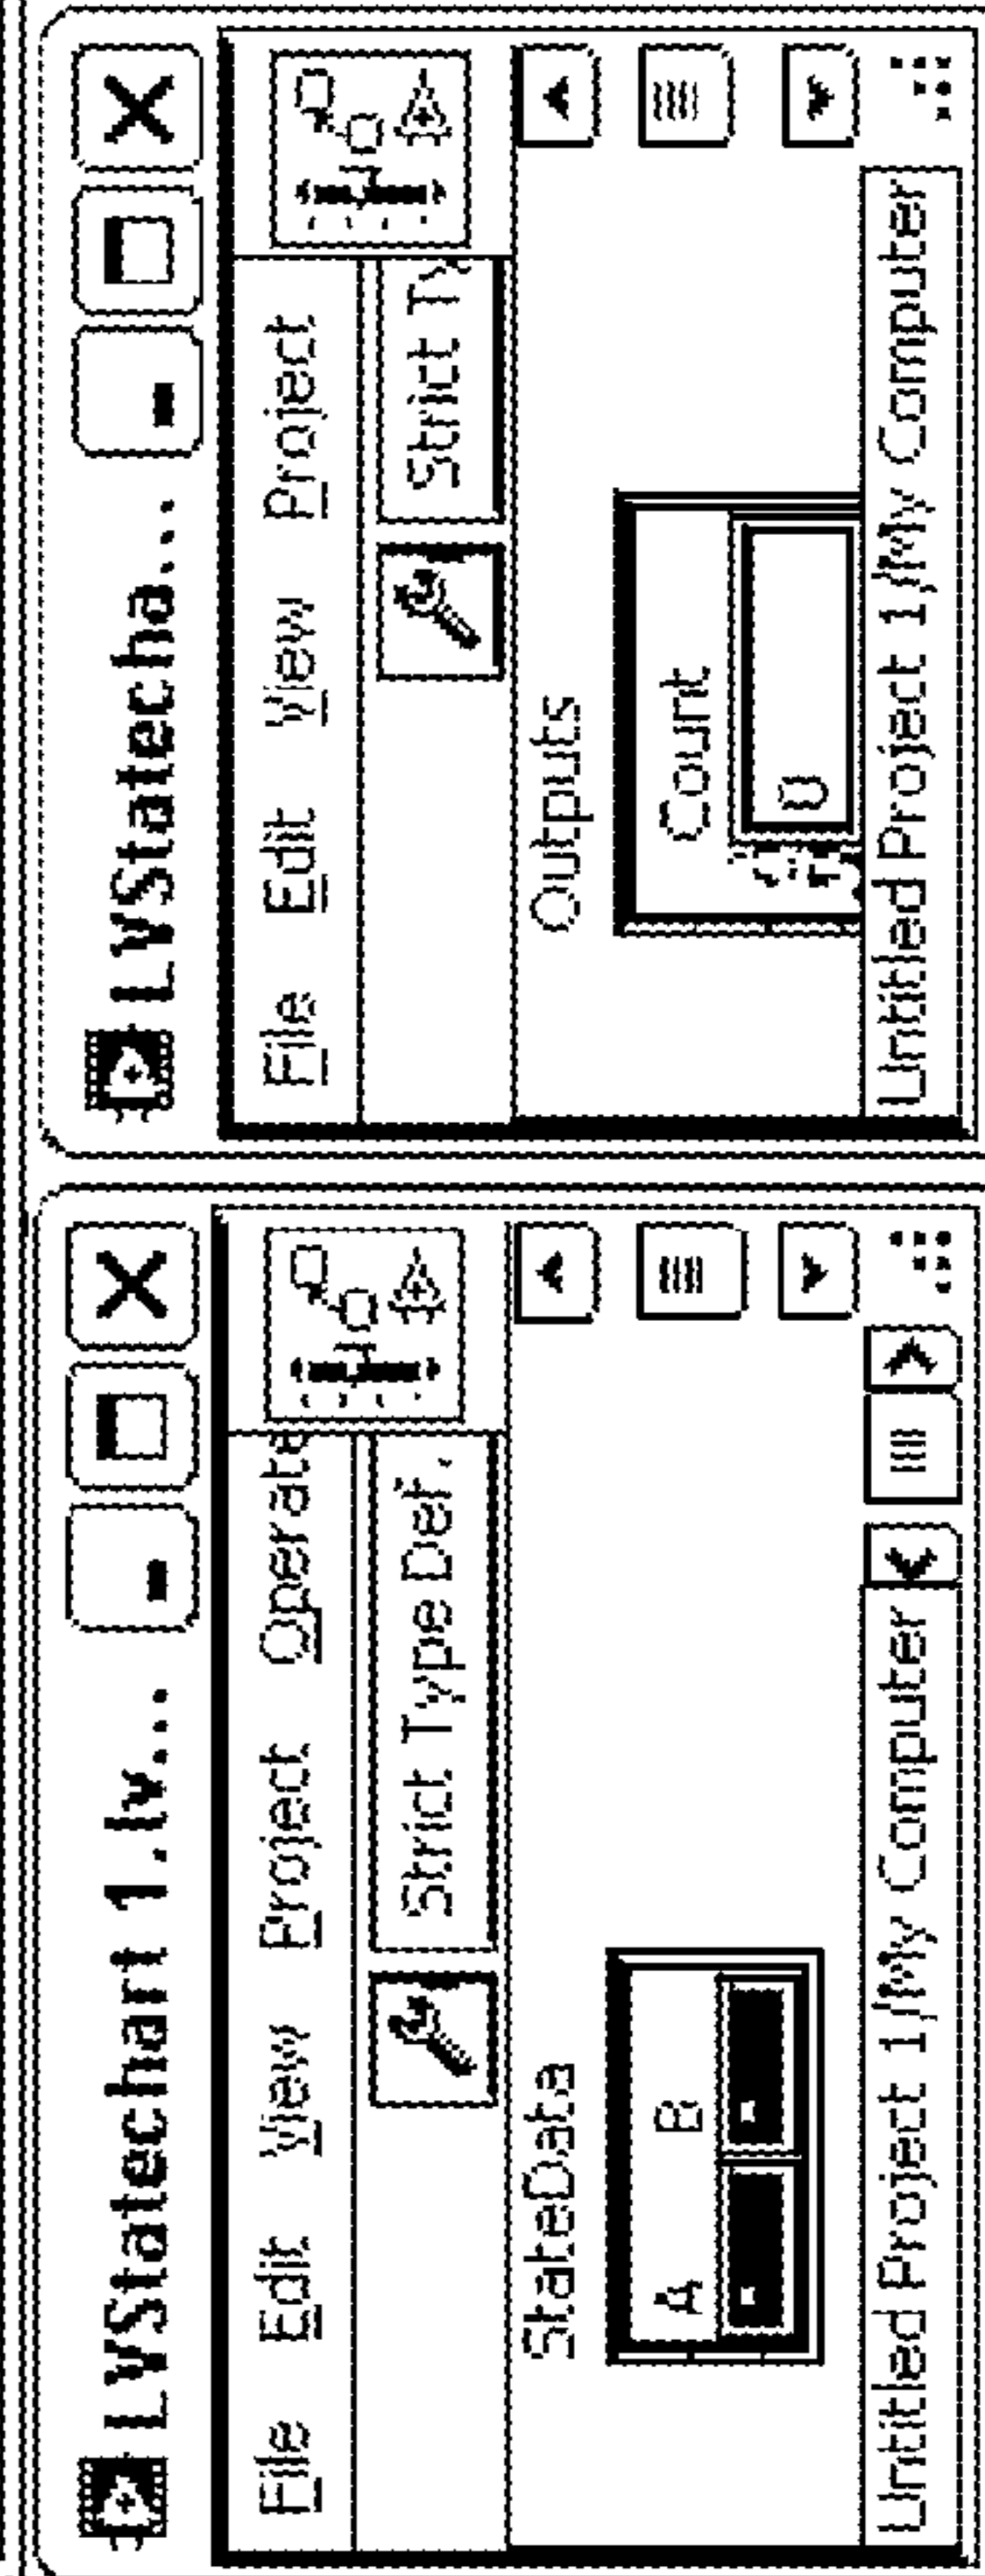 LVStatechart 1.lv...
File Edit View Project Operate
Strict Type Def.
StateData
A B
Untitled Project 1/My Computer
LVStatecha...
File Edit View Project
Strict Ty
Outputs
Count
0
Untitled Project 1/My Computer